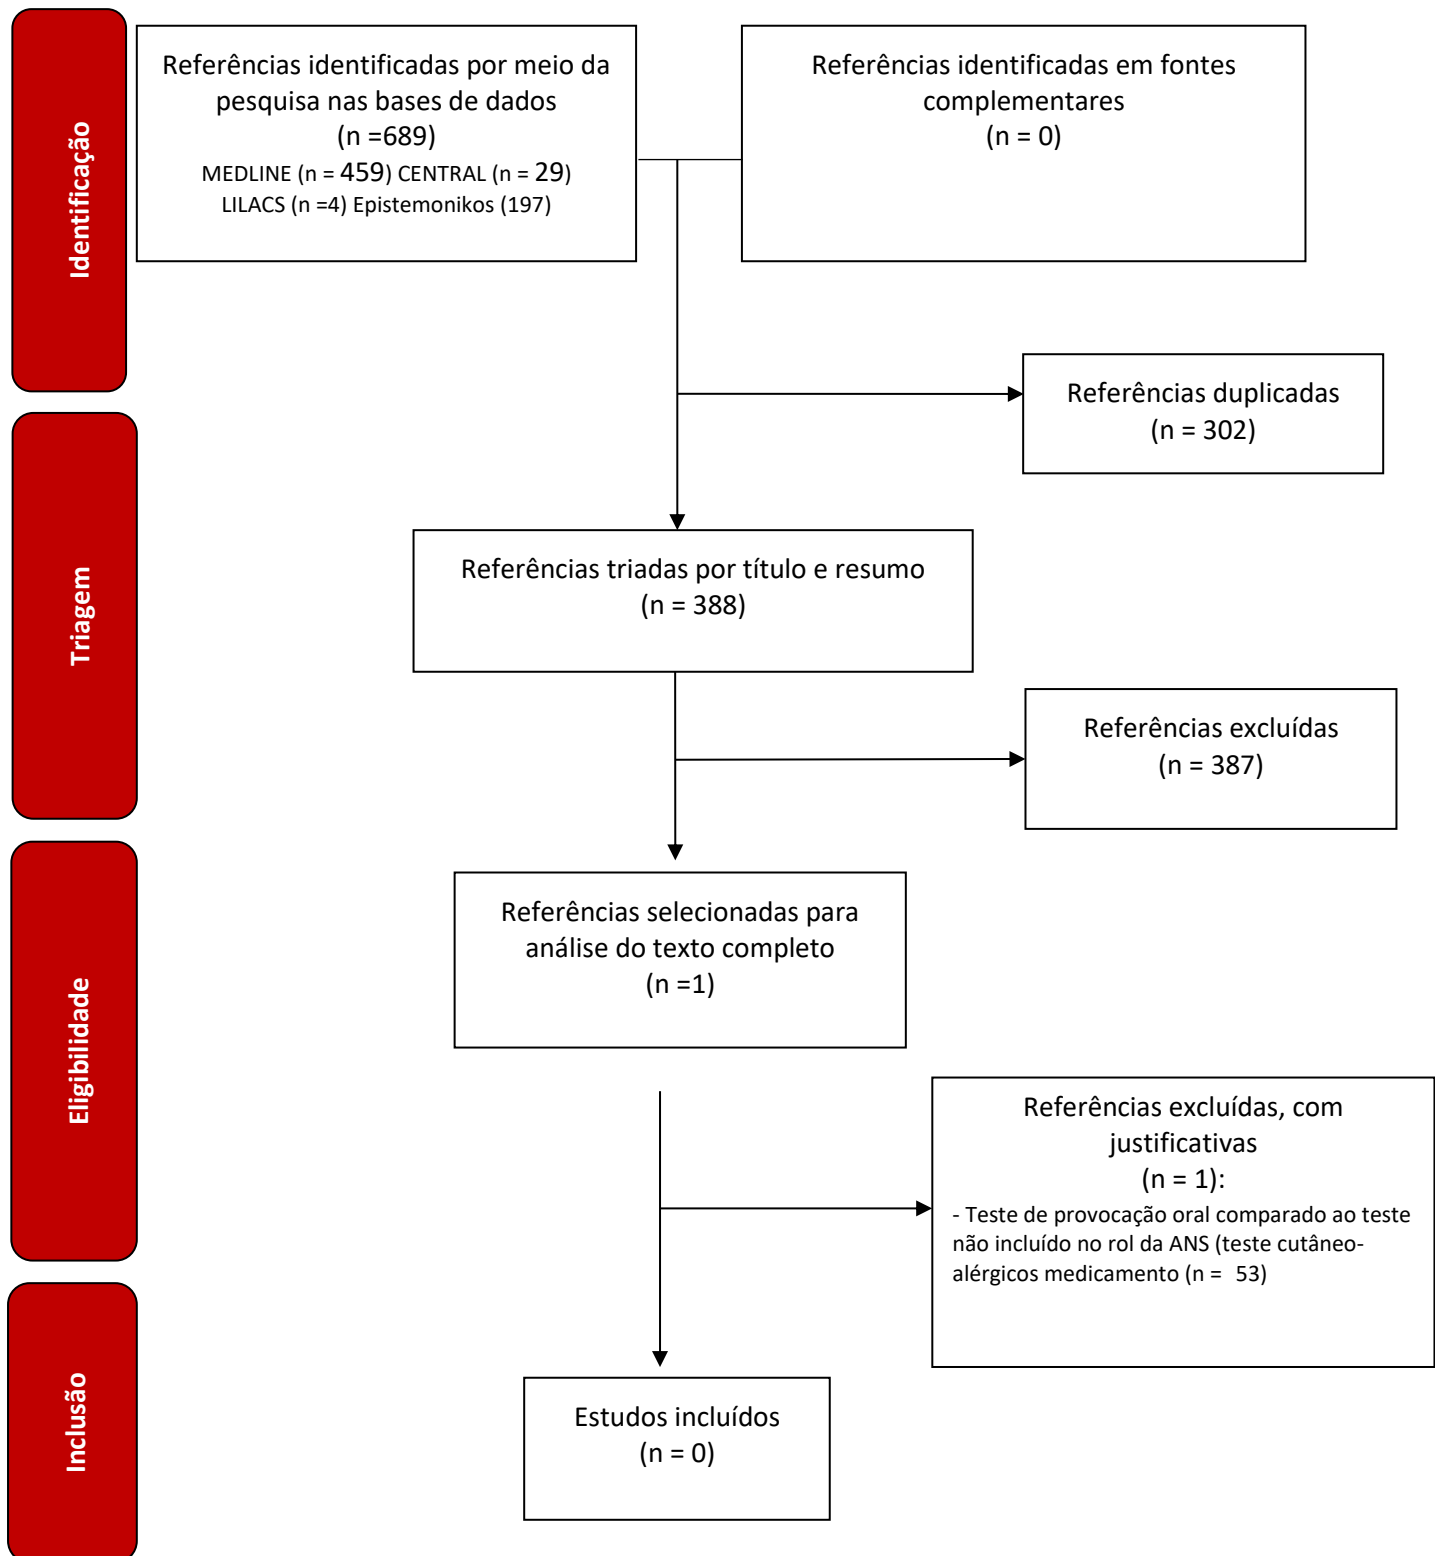 Identificação
Referências identificadas por meio da
pesquisa nas bases de dados
(n =689)
MEDLINE (n = 459) CENTRAL (n = 29)
LILACS (n =4) Epistemonikos (197)
Referências identificadas em fontes
complementares
(n = 0)
Referências duplicadas
(n = 302)
Triagem
Referências triadas por título e resumo
(n = 388)
Referências excluídas
(n = 387)
Eligibilidade
Referências selecionadas para
análise do texto completo
(n =1)
Referências excluídas, com
justificativas
(n = 1):
- Teste de provocação oral comparado ao teste
não incluído no rol da ANS (teste cutâneo-
alérgicos medicamento (n = 53)
Inclusão
Estudos incluídos
(n = 0)